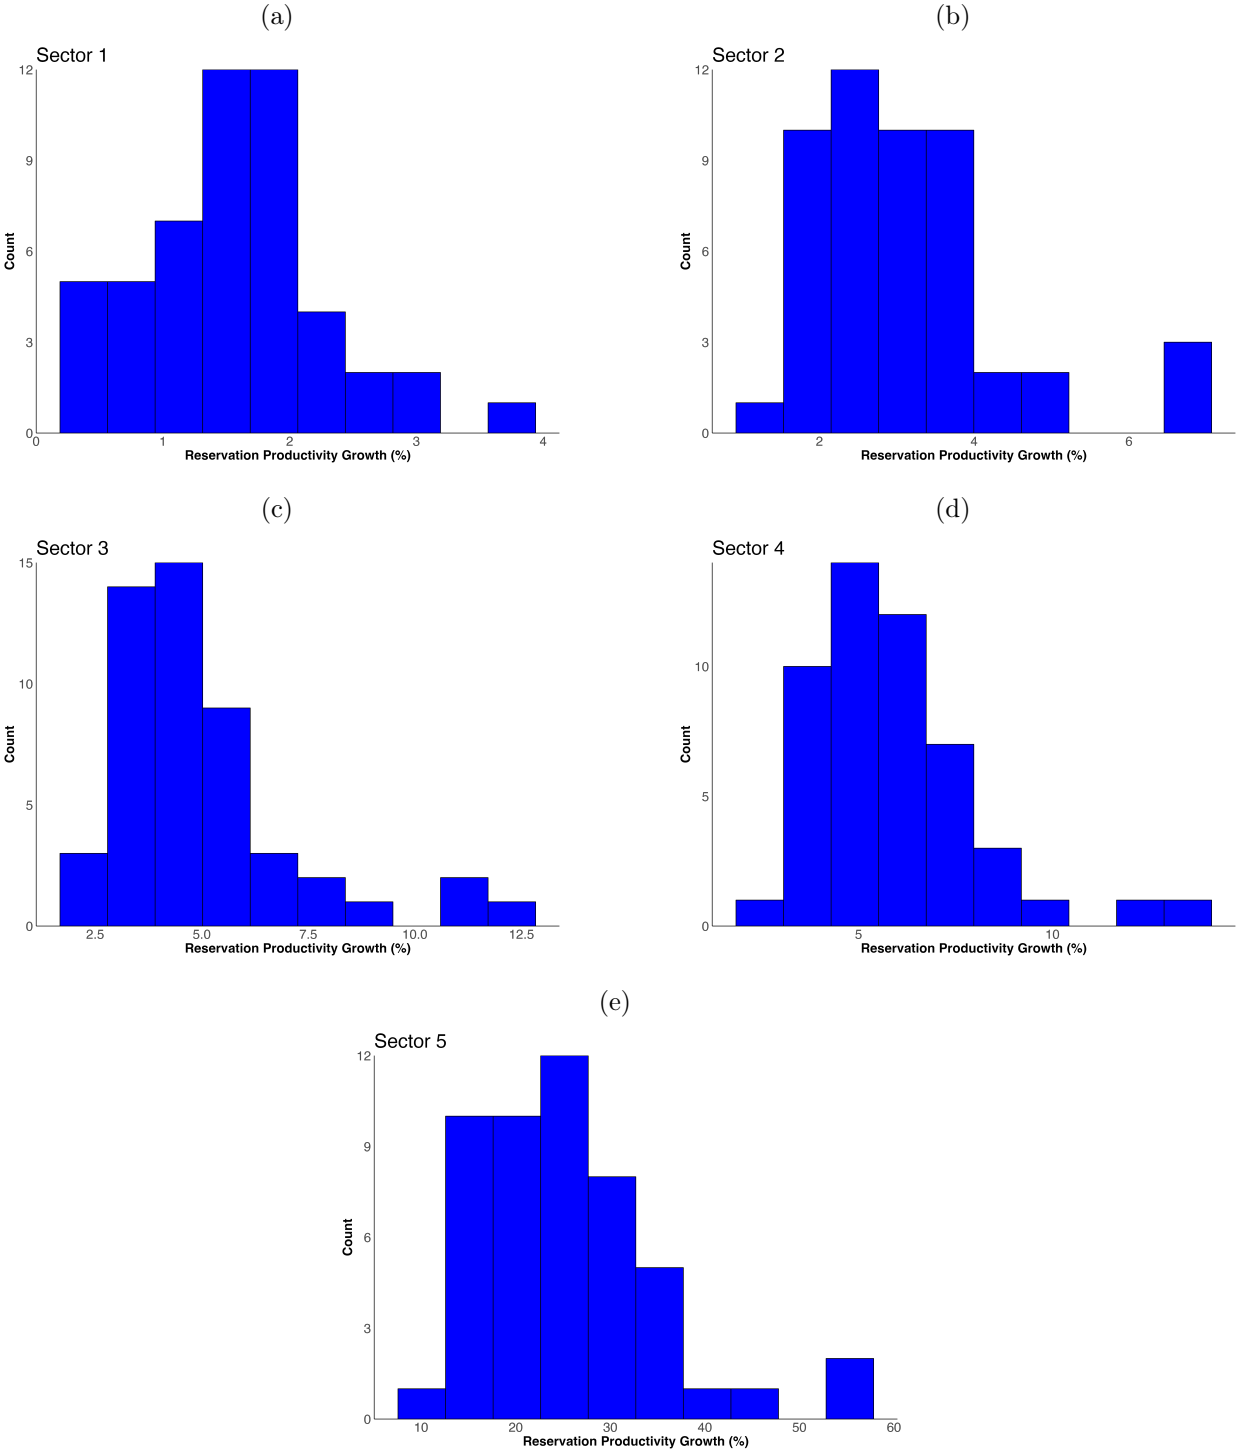 (a)
Sector 1
12
9
6
3
0
Count
0 1 2 3 4
Reservation Productivity Growth (%)
(b)
Sector 2
12
9
6
3
0
Count
2 4 6
Reservation Productivity Growth (%)
(c)
Sector 3
15
10
5
0
Count
2.5 5.0 7.5 10.0 12.5
Reservation Productivity Growth (%)
(d)
Sector 4
10
5
0
Count
5 10
Reservation Productivity Growth (%)
(e)
Sector 5
12
9
6
3
0
Count
10 20 30 40 50 60
Reservation Productivity Growth (%)